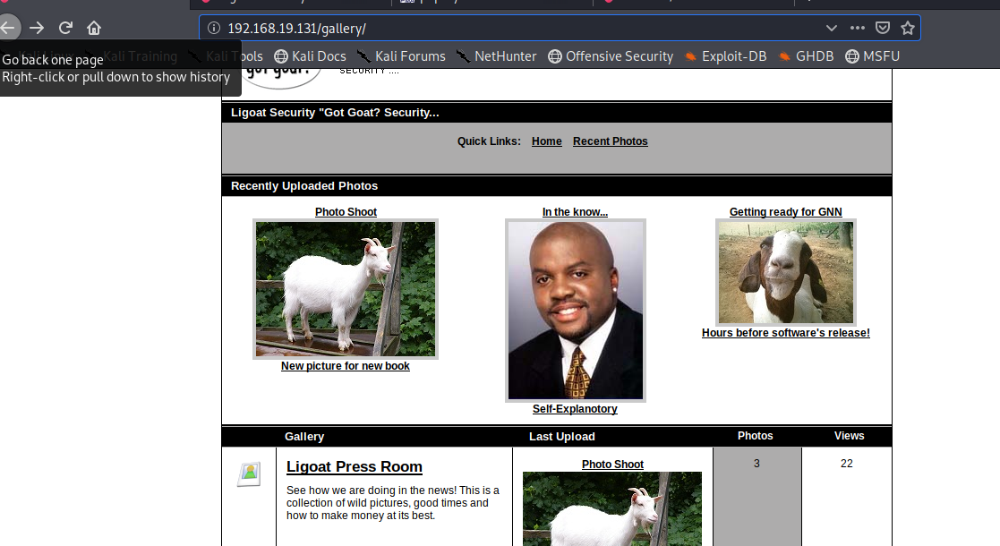 192.168.19.131/gallery/
Kali Training
Kali Tools
Kali Docs
Kali Forums
NetHunter
Offensive Security
Exploit-DB
GHDB
MSFU
Go back one page
Right-click or pull down to show history
got goat?
SECURITY ....
Ligoat Security "Got Goat? Security...
Quick Links: Home Recent Photos
Recently Uploaded Photos
Photo Shoot
In the know...
Getting ready for GNN
Hours before software's release!
New picture for new book
Self-Explanotory
Gallery
Last Upload
Photos
Views
Ligoat Press Room
Photo Shoot
3
22
See how we are doing in the news! This is a
collection of wild pictures, good times and
how to make money at its best.